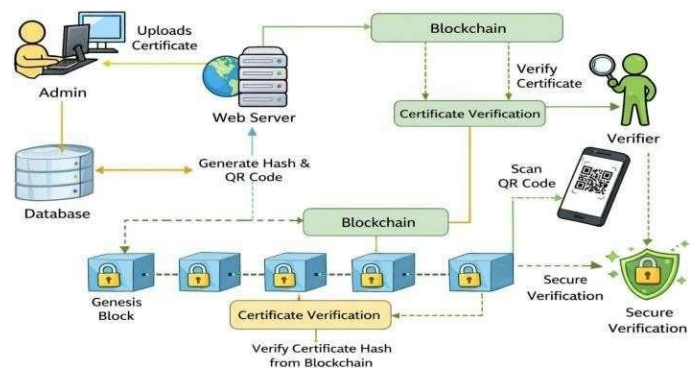 Uploads
Certificate
Admin
Web Server
Blockchain
Verify
Certificate
Certificate Verification
Verifier
Generate Hash &
QR Code
Database
Scan
QR Code
Blockchain
Genesis
Block
Certificate Verification
Verify Certificate Hash
from Blockchain
Secure
Verification
Secure
Verification